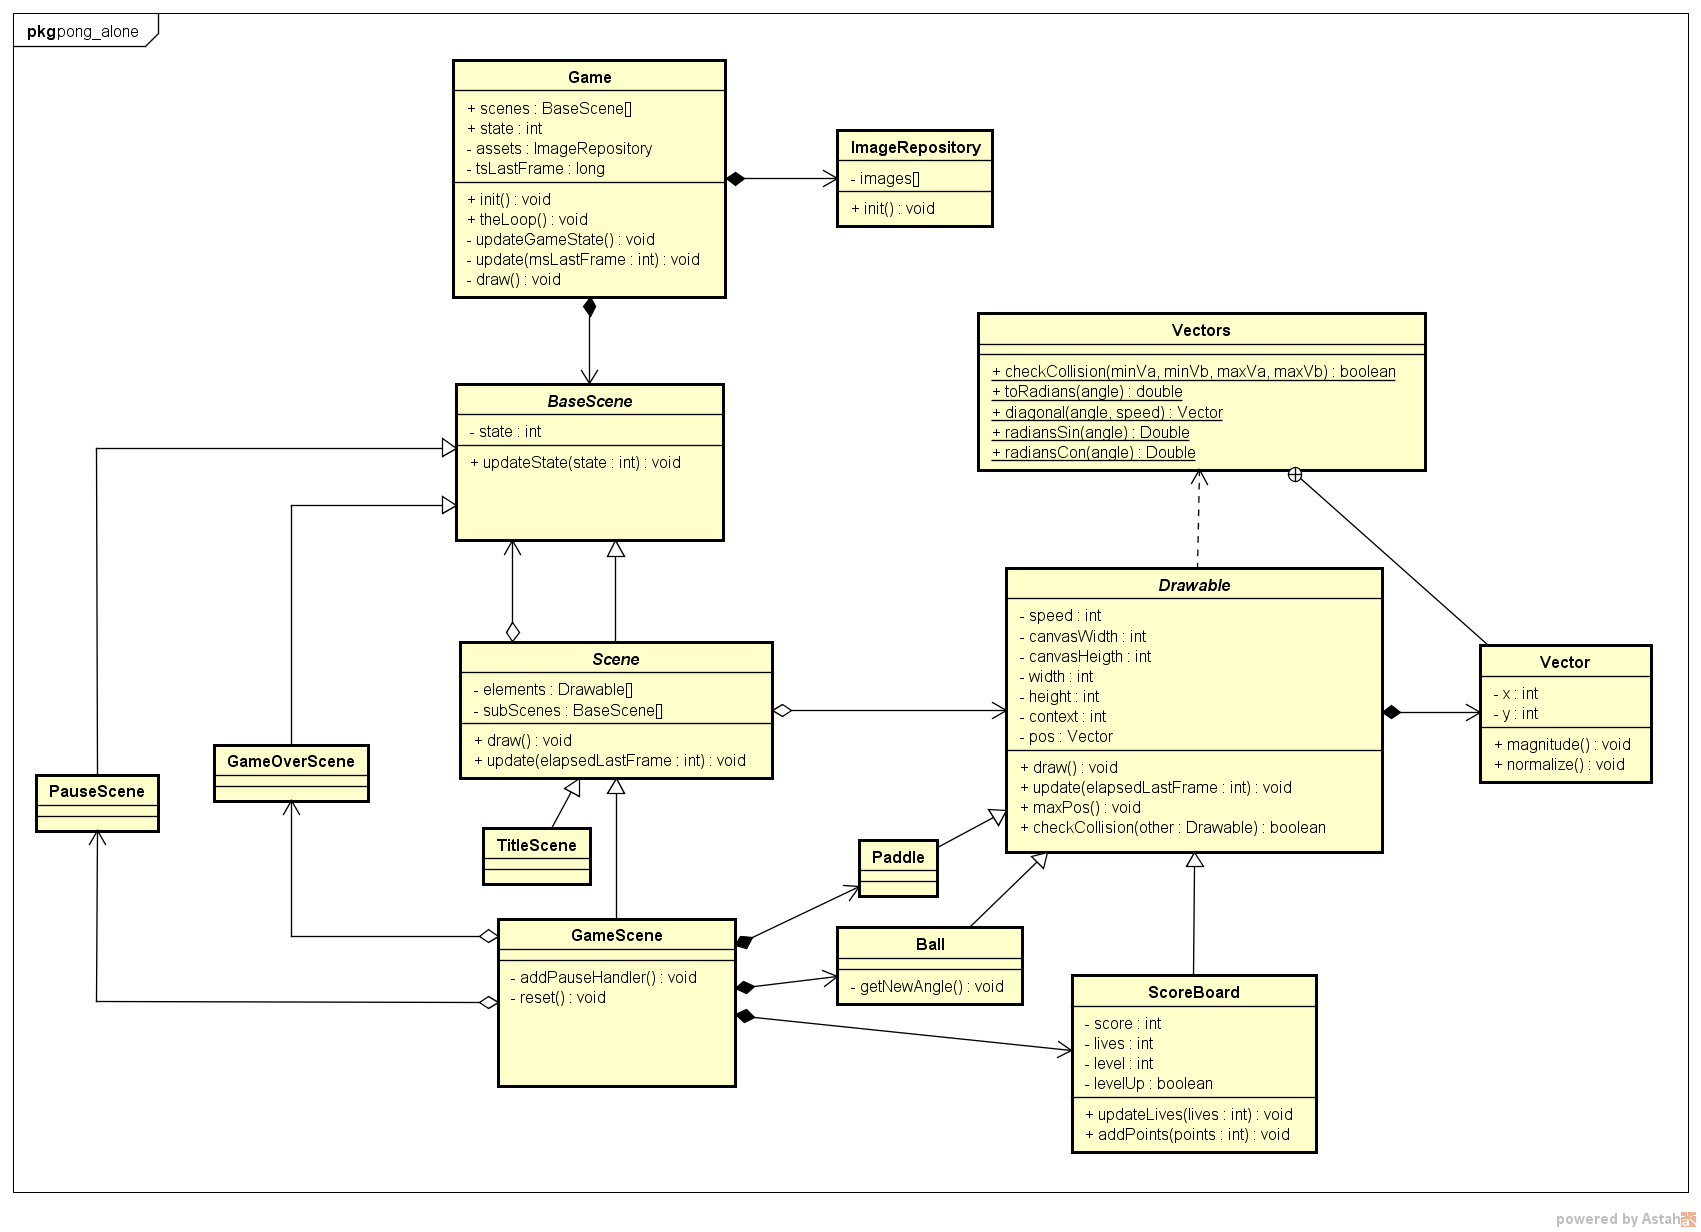 pkg pong_alone
Game
+ scenes : BaseScene[]
+ state : int
- assets : ImageRepository
- tsLastFrame : long
+ init() : void
+ theLoop() : void
- updateGameState() : void
- update(msLastFrame : int) : void
- draw() : void
ImageRepository
- images[]
+ init() : void
Vectors
+ checkCollision(minVa, minVb, maxVa, maxVb) : boolean
+ toRadians(angle) : double
+ diagonal(angle, speed) : Vector
+ radiansSin(angle) : Double
+ radiansCon(angle) : Double
BaseScene
- state : int
+ updateState(state : int) : void
Drawable
- speed : int
- canvasWidth : int
- canvasHeigth : int
- width : int
- height : int
- context : int
- pos : Vector
+ draw() : void
+ update(elapsedLastFrame : int) : void
+ maxPos() : void
+ checkCollision(other : Drawable) : boolean
Vector
- x : int
- y : int
+ magnitude() : void
+ normalize() : void
Scene
- elements : Drawable[]
- subScenes : BaseScene[]
+ draw() : void
+ update(elapsedLastFrame : int) : void
GameOverScene
PauseScene
TitleScene
Paddle
GameScene
- addPauseHandler() : void
- reset() : void
Ball
- getNewAngle() : void
ScoreBoard
- score : int
- lives : int
- level : int
- levelUp : boolean
+ updateLives(lives : int) : void
+ addPoints(points : int) : void
powered by Astah